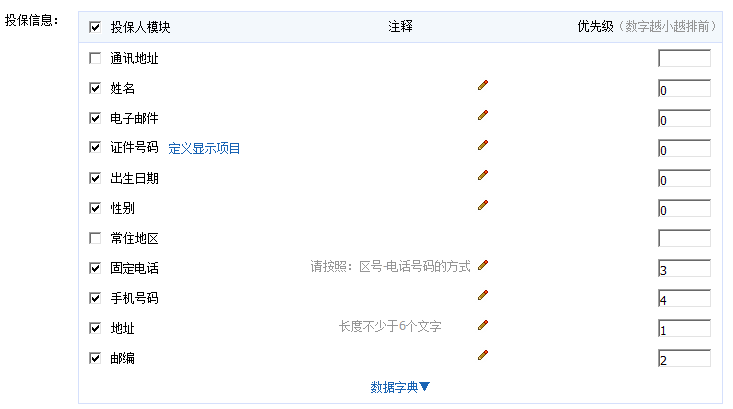 投保信息：
投保人模块 注释 优先级（数字越小越排前）
通讯地址
姓名 0
电子邮件 0
证件号码 定义显示项目 0
出生日期 0
性别 0
常住地区
固定电话 请按照：区号-电话号码的方式 3
手机号码 4
地址 长度不少于6个文字 1
邮编 2
数据字典▼